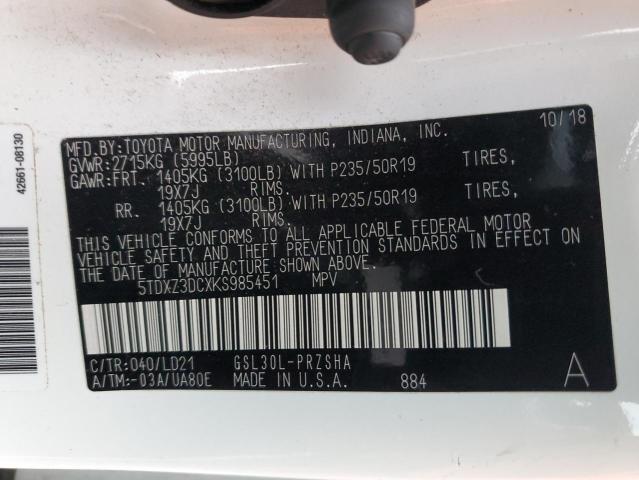 42661-08130
10/18
MFD.BY:TOYOTA MOTOR MANUFACTURING, INDIANA, INC.
GVWR:2715KG (5995LB)
GAWR:FRT. 1405KG (3100LB) WITH P235/50R19 TIRES,
19X7J RIMS.
RR. 1405KG (3100LB) WITH P235/50R19 TIRES,
19X7J RIMS.
THIS VEHICLE CONFORMS TO ALL APPLICABLE FEDERAL MOTOR
VEHICLE SAFETY AND THEFT PREVENTION STANDARDS IN EFFECT ON
THE DATE OF MANUFACTURE SHOWN ABOVE.
5TDXZ3DCXKS985451 MPV
C/TR:040/LD21 GSL30L-PRZSHA
A/TM:-03A/UA80E MADE IN U.S.A. 884 A